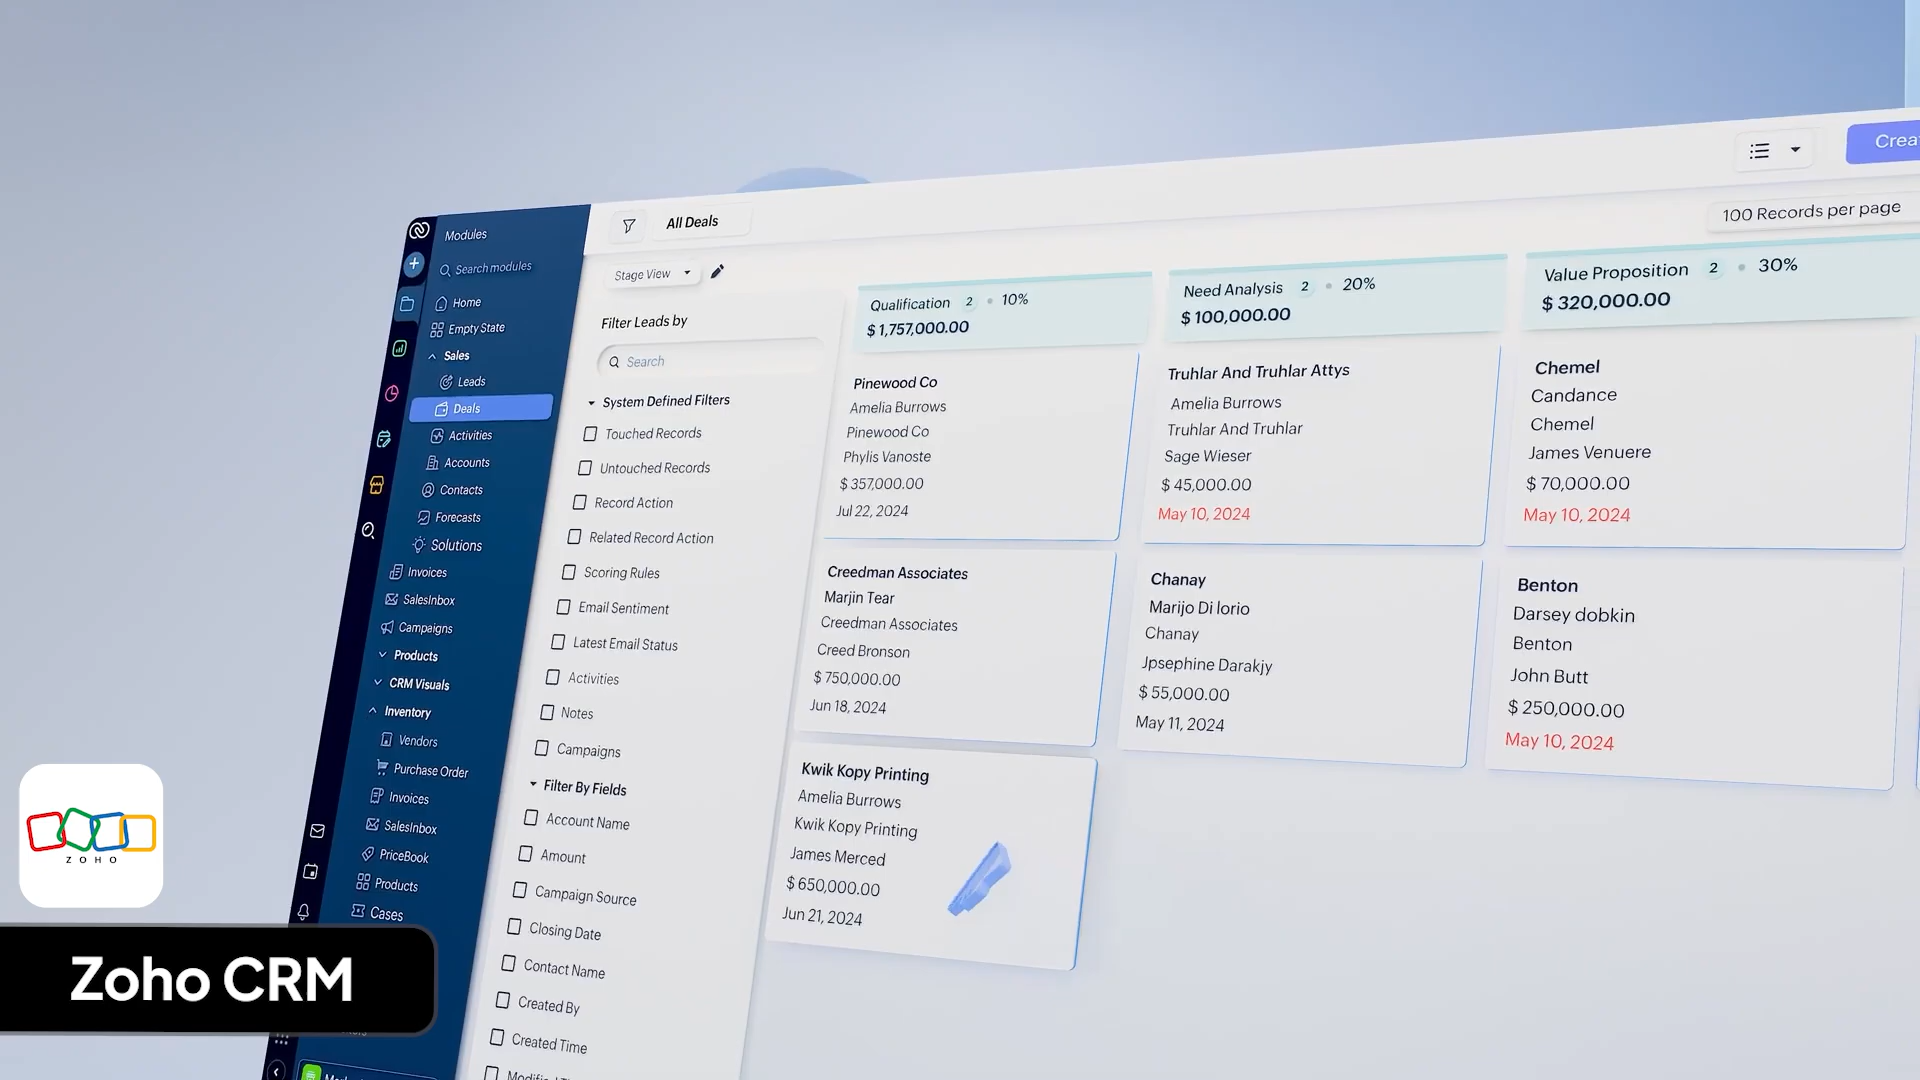 Modules
Search modules
Home
Empty State
Sales
Leads
Deals
Activities
Accounts
Contacts
Forecasts
Solutions
Invoices
SalesInbox
Campaigns
Products
CRM Visuals
Inventory
Vendors
Purchase Order
Invoices
SalesInbox
PriceBook
Products
Cases
All Deals
Stage View
Filter Leads by
Search
System Defined Filters
Touched Records
Untouched Records
Record Action
Related Record Action
Scoring Rules
Email Sentiment
Latest Email Status
Activities
Notes
Campaigns
Filter By Fields
Account Name
Amount
Campaign Source
Closing Date
Contact Name
Created By
Created Time
100 Records per page
Qualification 2 • 10%
$ 1,757,000.00
Pinewood Co
Amelia Burrows
Pinewood Co
Phylis Vanoste
$ 357,000.00
Jul 22, 2024
Creedman Associates
Marjin Tear
Creedman Associates
Creed Bronson
$ 750,000.00
Jun 18, 2024
Kwik Kopy Printing
Amelia Burrows
Kwik Kopy Printing
James Merced
$ 650,000.00
Jun 21, 2024
Need Analysis 2 • 20%
$ 100,000.00
Truhlar And Truhlar Attys
Amelia Burrows
Truhlar And Truhlar
Sage Wieser
$ 45,000.00
May 10, 2024
Chanay
Marijo Di Iorio
Chanay
Jpsephine Darakjy
$ 55,000.00
May 11, 2024
Value Proposition 2 • 30%
$ 320,000.00
Chemel
Candance
Chemel
James Venuere
$ 70,000.00
May 10, 2024
Benton
Darsey dobkin
Benton
John Butt
$ 250,000.00
May 10, 2024
ZOHO
Zoho CRM